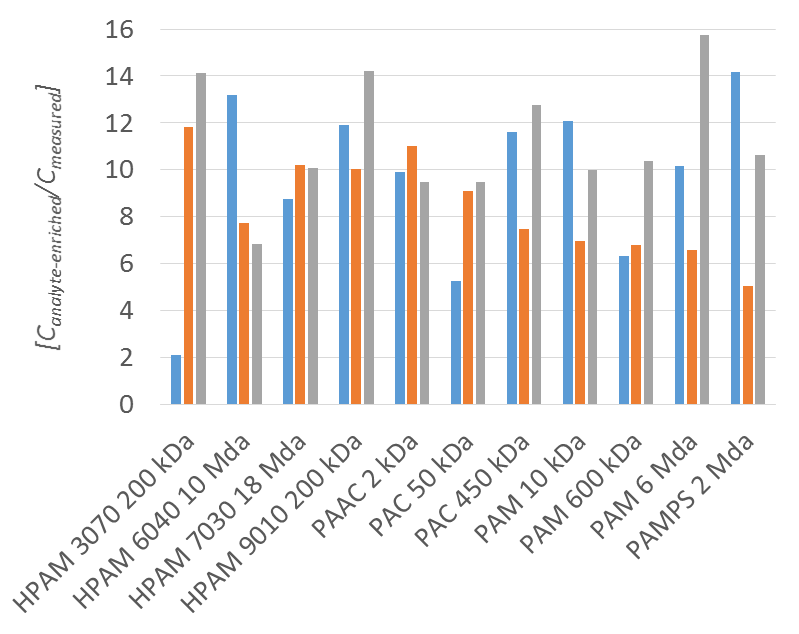 [Canalyte-enriched/Cmeasured]
16
14
12
10
8
6
4
2
0
HPAM 3070 200 kDa
HPAM 6040 10 Mda
HPAM 7030 18 Mda
HPAM 9010 200 kDa
PAAC 2 kDa
PAC 50 kDa
PAC 450 kDa
PAM 10 kDa
PAM 600 kDa
PAM 6 Mda
PAMPS 2 Mda